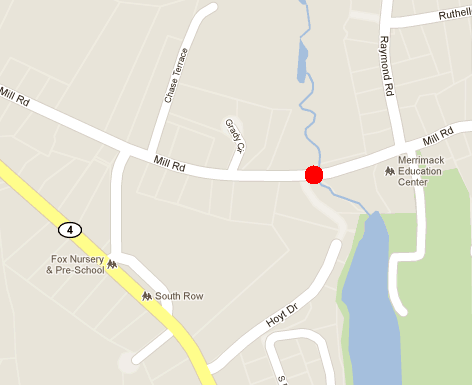 Ruthelle
Raymond Rd
Chase Terrace
Mill Rd
Grady Cir
Mill Rd
Mill Rd
Merrimack
Education
Center
4
Fox Nursery
& Pre-School
South Row
Hoyt Dr
S